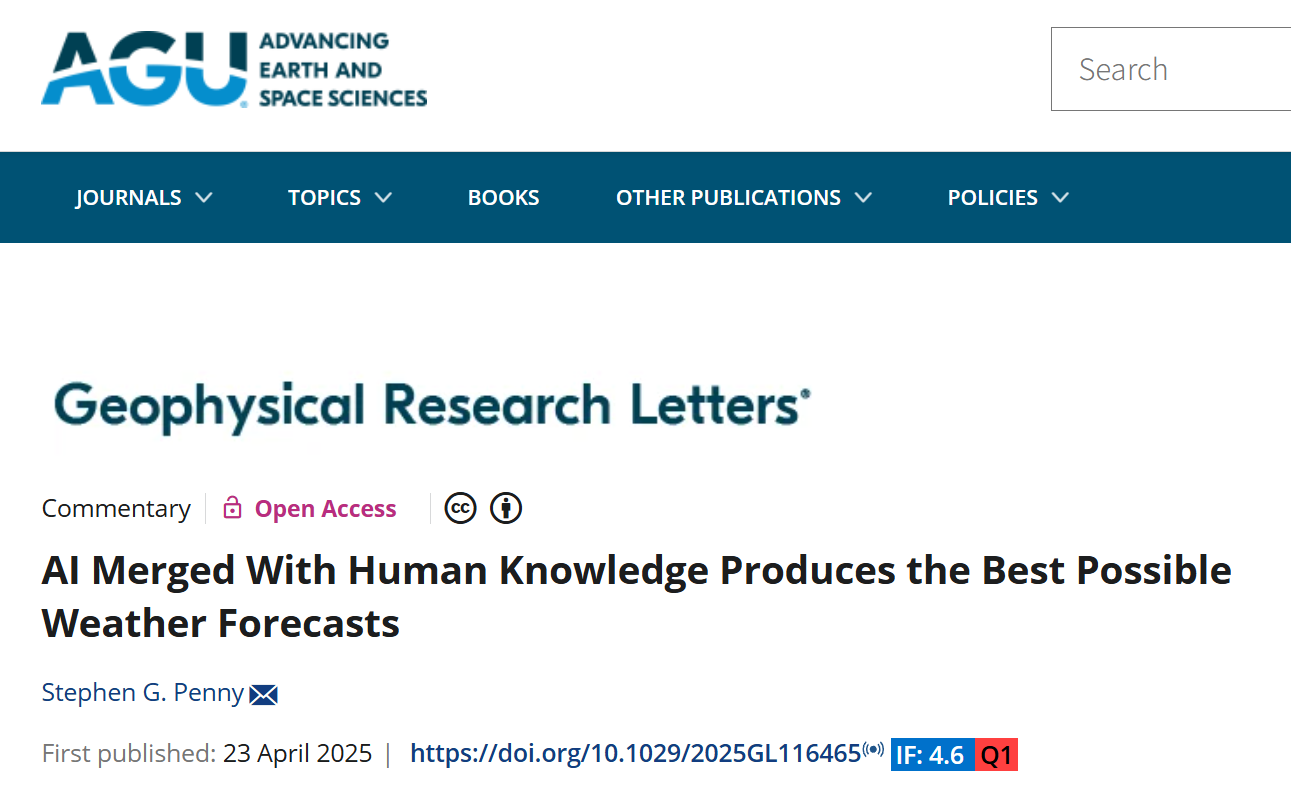 AGU ADVANCING
EARTH AND
SPACE SCIENCES
Search
JOURNALS TOPICS BOOKS OTHER PUBLICATIONS POLICIES
Geophysical Research Letters®
Commentary Open Access cc
AI Merged With Human Knowledge Produces the Best Possible
Weather Forecasts
Stephen G. Penny
First published: 23 April 2025 | https://doi.org/10.1029/2025GL116465 IF: 4.6 Q1